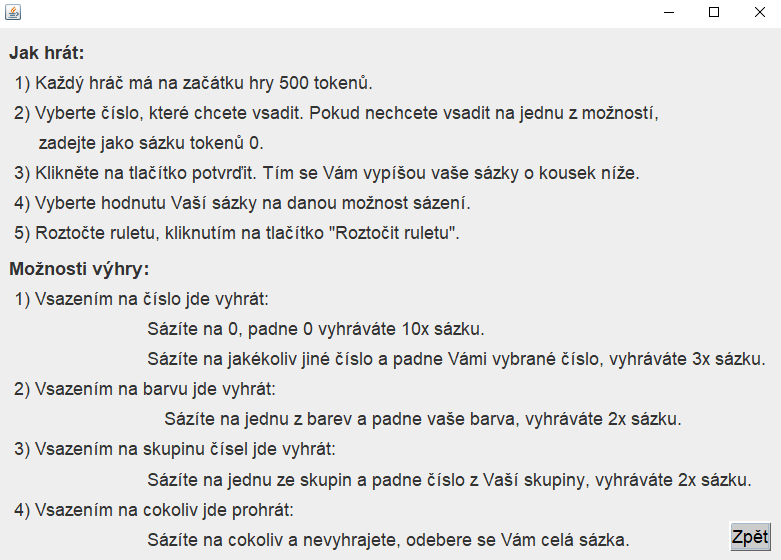 Jak hrát:
1) Každý hráč má na začátku hry 500 tokenů.
2) Vyberte číslo, které chcete vsadit. Pokud nechcete vsadit na jednu z možností,
zadejte jako sázku tokenů 0.
3) Klikněte na tlačítko potvrďit. Tím se Vám vypíšou vaše sázky o kousek níže.
4) Vyberte hodnutu Vaší sázky na danou možnost sázení.
5) Roztočte ruletu, kliknutím na tlačítko "Roztočit ruletu".
Možnosti výhry:
1) Vsazením na číslo jde vyhrát:
Sázíte na 0, padne 0 vyhráváte 10x sázku.
Sázíte na jakékoliv jiné číslo a padne Vámi vybrané číslo, vyhráváte 3x sázku.
2) Vsazením na barvu jde vyhrát:
Sázíte na jednu z barev a padne vaše barva, vyhráváte 2x sázku.
3) Vsazením na skupinu čísel jde vyhrát:
Sázíte na jednu ze skupin a padne číslo z Vaší skupiny, vyhráváte 2x sázku.
4) Vsazením na cokoliv jde prohrát:
Sázíte na cokoliv a nevyhrajete, odebere se Vám celá sázka.
Zpět